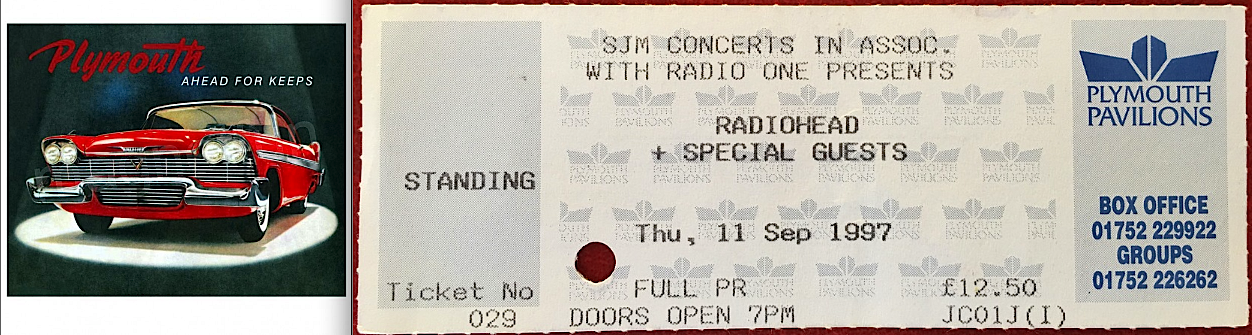 Plymouth
AHEAD FOR KEEPS
SJM CONCERTS IN ASSOC.
WITH RADIO ONE PRESENTS
RADIOHEAD
+ SPECIAL GUESTS
STANDING
Thu, 11 Sep 1997
Ticket No
029
FULL PR
£12.50
DOORS OPEN 7PM
JC01J(I)
PLYMOUTH
PAVILIONS
BOX OFFICE
01752 229922
GROUPS
01752 226262